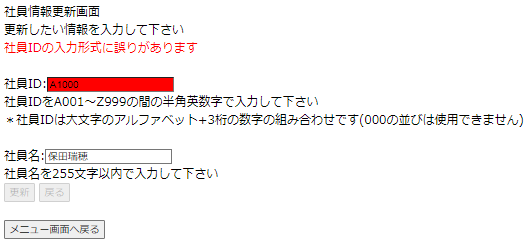 社員情報更新画面
更新したい情報を入力して下さい
社員IDの入力形式に誤りがあります
社員ID:A1000
社員IDをA001～Z999の間の半角英数字で入力して下さい
＊社員IDは大文字のアルファベット+3桁の数字の組み合わせです(000の並びは使用できません)
社員名:保田瑞穂
社員名を255文字以内で入力して下さい
更新 戻る
メニュー画面へ戻る